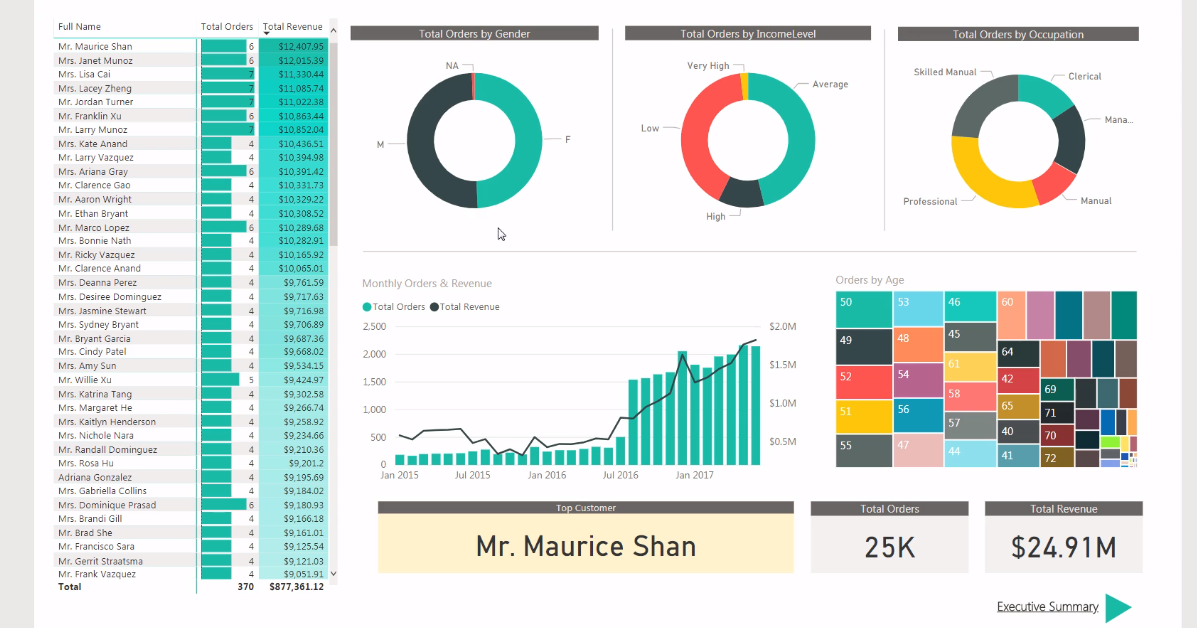 Full Name Total Orders Total Revenue
Mr. Maurice Shan 6 $12,407.95
Mrs. Janet Munoz 6 $12,015.39
Mrs. Lisa Cai 7 $11,330.44
Mrs. Lacey Zheng 7 $11,085.74
Mr. Jordan Turner 7 $11,022.38
Mr. Franklin Xu 6 $10,863.44
Mr. Larry Munoz 7 $10,852.04
Mrs. Kate Anand 4 $10,436.51
Mr. Larry Vazquez 4 $10,394.98
Mrs. Ariana Gray 6 $10,391.42
Mr. Clarence Gao 4 $10,331.73
Mr. Aaron Wright 4 $10,329.22
Mr. Ethan Bryant 4 $10,308.52
Mr. Marco Lopez 6 $10,289.68
Mrs. Bonnie Nath 4 $10,282.91
Mr. Ricky Vazquez 4 $10,165.92
Mr. Clarence Anand 4 $10,065.01
Mrs. Deanna Perez 4 $9,761.59
Mrs. Desiree Dominguez 4 $9,717.63
Mrs. Jasmine Stewart 4 $9,716.98
Mrs. Sydney Bryant 4 $9,706.89
Mr. Bryant Garcia 4 $9,687.36
Mrs. Cindy Patel 4 $9,668.02
Mrs. Amy Sun 4 $9,534.15
Mr. Willie Xu 5 $9,424.97
Mrs. Katrina Tang 4 $9,302.58
Mrs. Margaret He 4 $9,266.74
Mrs. Kaitlyn Henderson 4 $9,258.92
Mrs. Nichole Nara 4 $9,234.66
Mr. Randall Dominguez 4 $9,210.36
Mrs. Rosa Hu 4 $9,201.2
Adriana Gonzalez 4 $9,195.69
Mrs. Gabriella Collins 4 $9,184.02
Mrs. Dominique Prasad 6 $9,180.93
Mrs. Brandi Gill 4 $9,166.18
Mr. Brad She 4 $9,161.01
Mr. Francisco Sara 4 $9,125.54
Mr. Gerrit Straatsma 4 $9,121.03
Mr. Frank Vazquez 4 $9,051.91
Total 370 $877,361.12
Total Orders by Gender
NA
M
F
Total Orders by IncomeLevel
Very High
Average
Low
High
Total Orders by Occupation
Skilled Manual
Clerical
Mana...
Professional
Manual
Monthly Orders & Revenue
Total Orders Total Revenue
2,500 $2.0M
2,000
$1.5M
1,500
1,000 $1.0M
500 $0.5M
0
Jan 2015 Jul 2015 Jan 2016 Jul 2016 Jan 2017
Orders by Age
50
49
52
51
55
53
48
54
56
47
46
45
61
58
57
44
60
64
42
65
40
41
69
71
70
72
Top Customer
Mr. Maurice Shan
Total Orders
25K
Total Revenue
$24.91M
Executive Summary